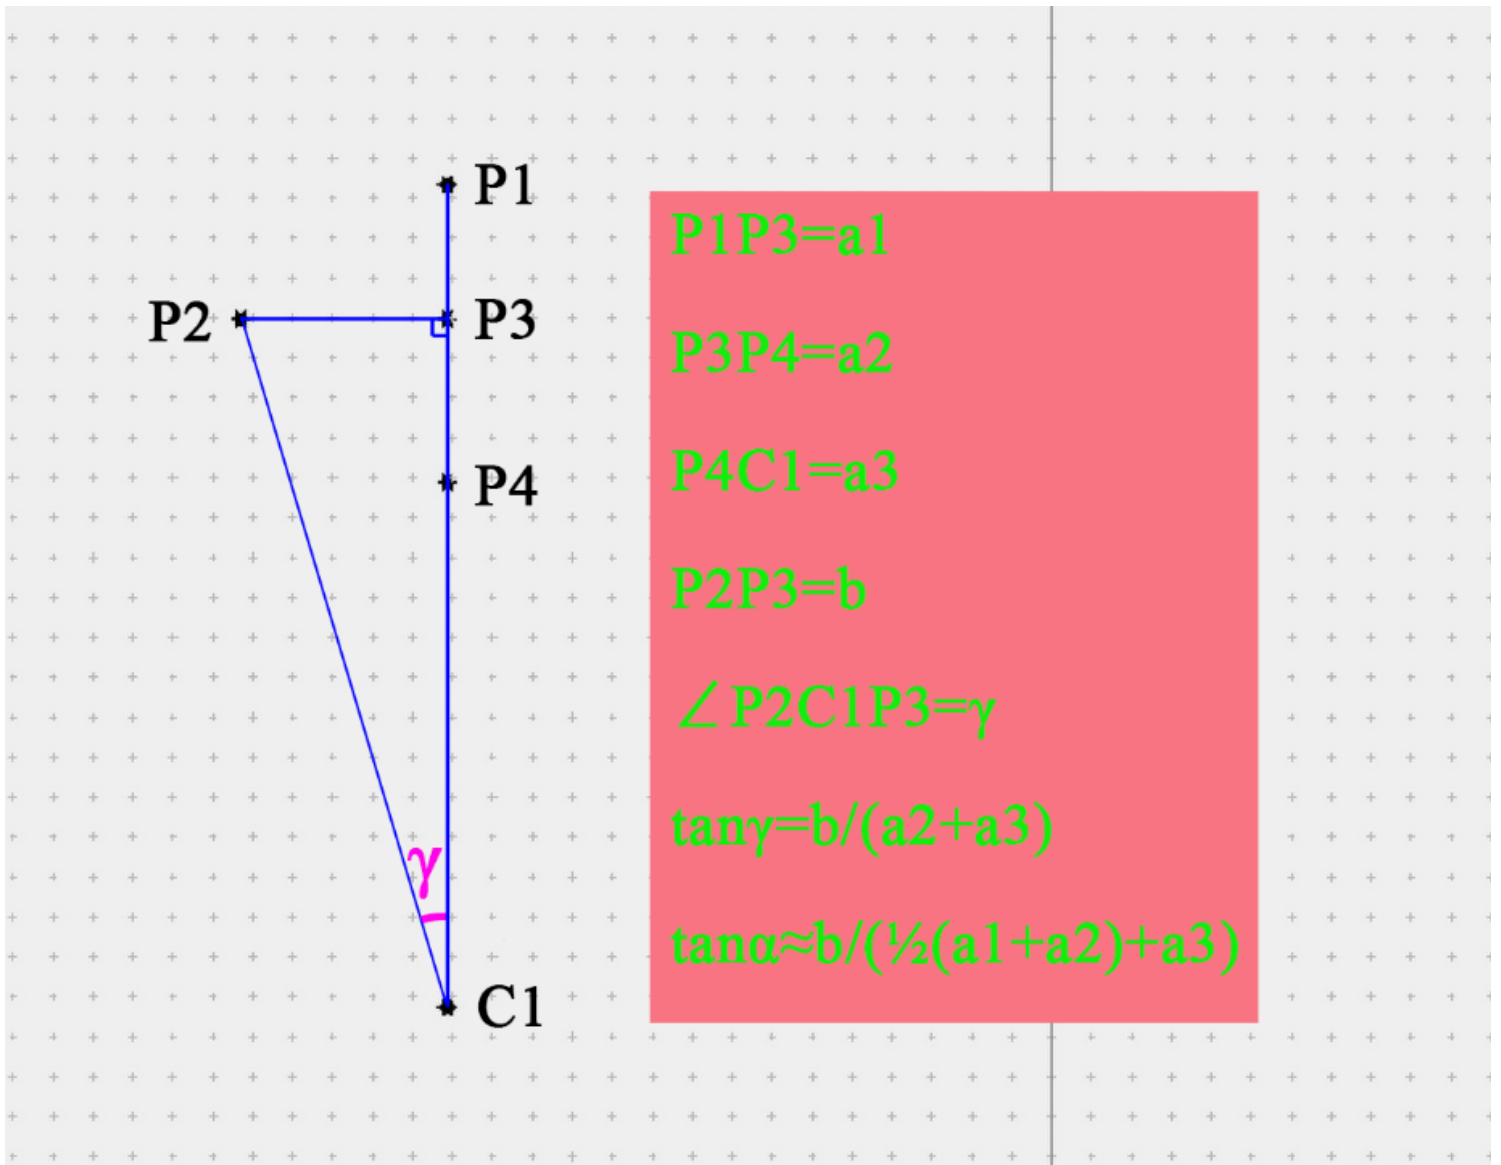 P1
P2
P3
P4
γ
C1
P1P3=a1
P3P4=a2
P4C1=a3
P2P3=b
∠P2C1P3=γ
tanγ=b/(a2+a3)
tanα≈b/(½(a1+a2)+a3)